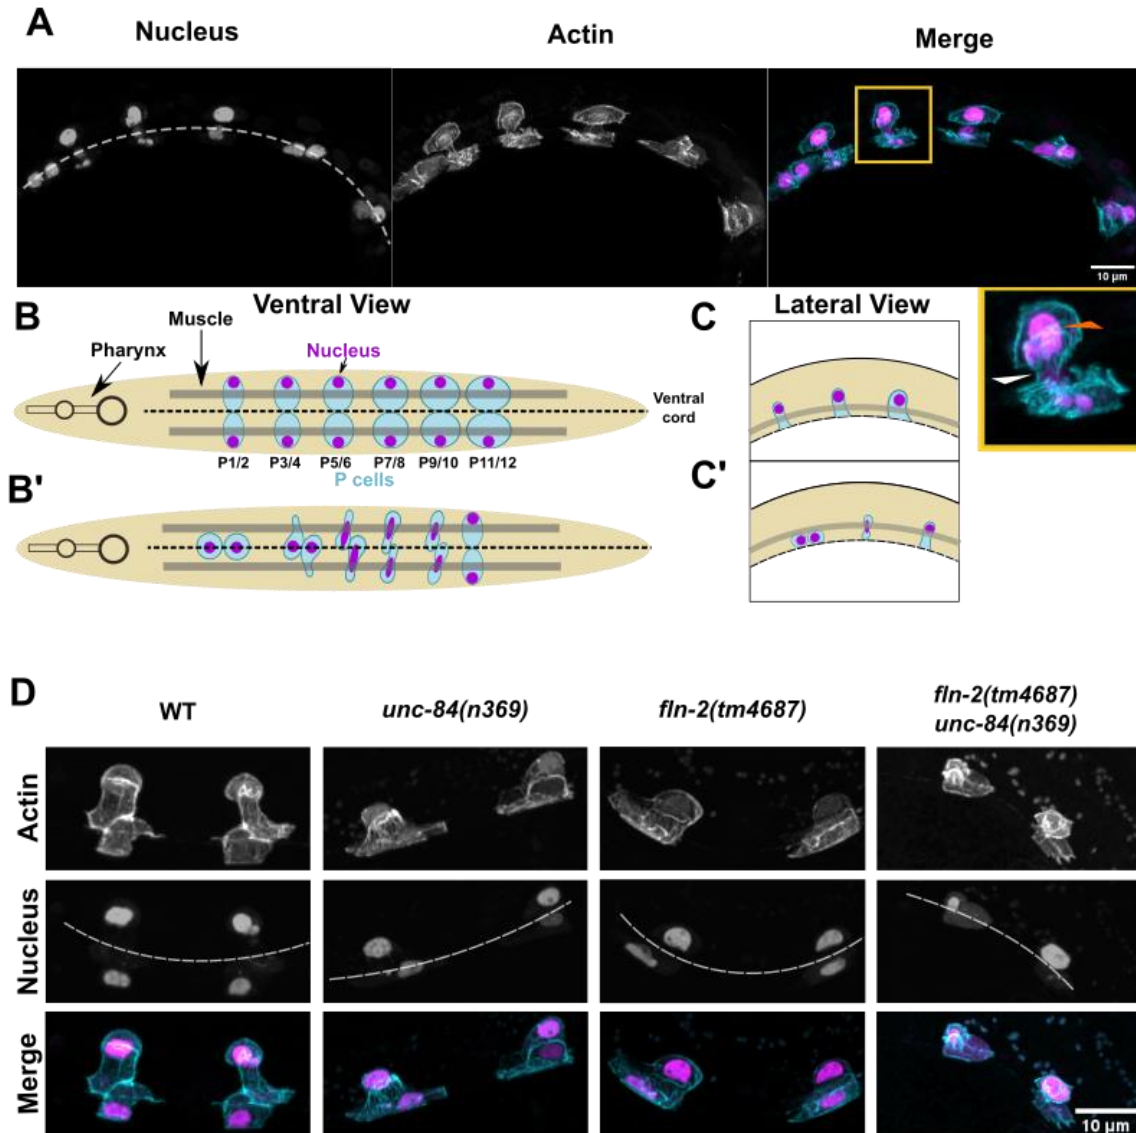 A
Nucleus
Actin
Merge
10 µm
B
Ventral View
Muscle
Pharynx
Nucleus
Ventral
cord
P1/2 P3/4 P5/6 P7/8 P9/10 P11/12
P cells
B'
C
Lateral View
C'
D
WT
unc-84(n369)
fln-2(tm4687)
fln-2(tm4687)
unc-84(n369)
Actin
Nucleus
Merge
10 µm